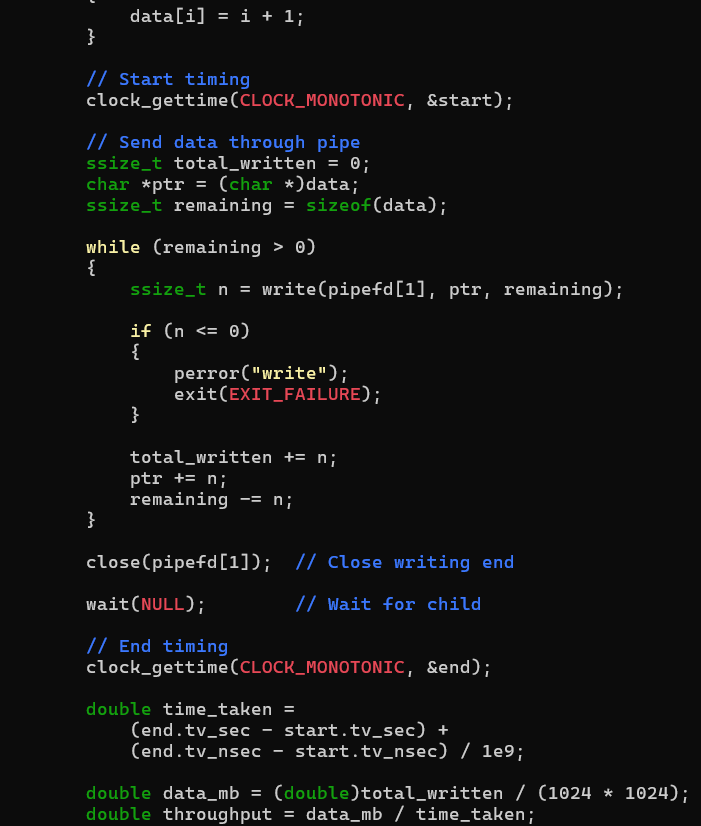 data[i] = i + 1;
}
// Start timing
clock_gettime(CLOCK_MONOTONIC, &start);
// Send data through pipe
ssize_t total_written = 0;
char *ptr = (char *)data;
ssize_t remaining = sizeof(data);
while (remaining > 0)
{
ssize_t n = write(pipefd[1], ptr, remaining);
if (n <= 0)
{
perror("write");
exit(EXIT_FAILURE);
}
total_written += n;
ptr += n;
remaining -= n;
}
close(pipefd[1]);  // Close writing end
wait(NULL);        // Wait for child
// End timing
clock_gettime(CLOCK_MONOTONIC, &end);
double time_taken =
(end.tv_sec - start.tv_sec) +
(end.tv_nsec - start.tv_nsec) / 1e9;
double data_mb = (double)total_written / (1024 * 1024);
double throughput = data_mb / time_taken;